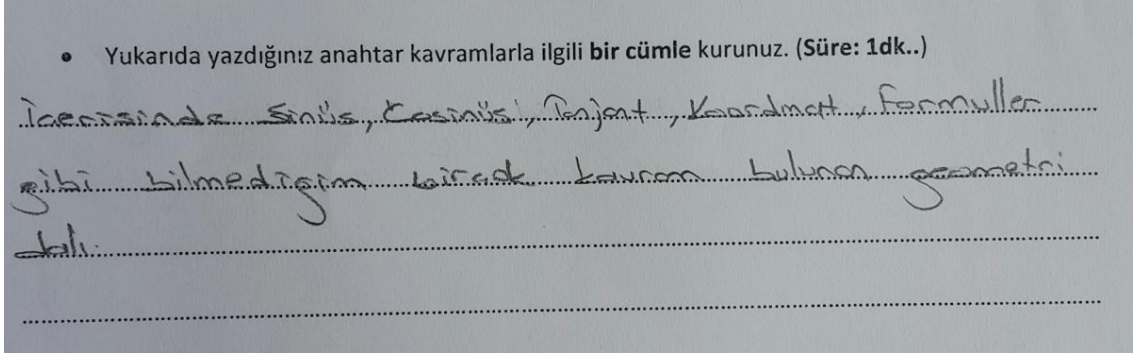 • Yukarıda yazdığınız anahtar kavramlarla ilgili bir cümle kurunuz. (Süre: 1dk..)
İçerisinde Sinüs, Cosinüs, Tanjant, Koordinat, Formuller
gibi bilmediğim birçok kavram bulunan geometri
dalı.